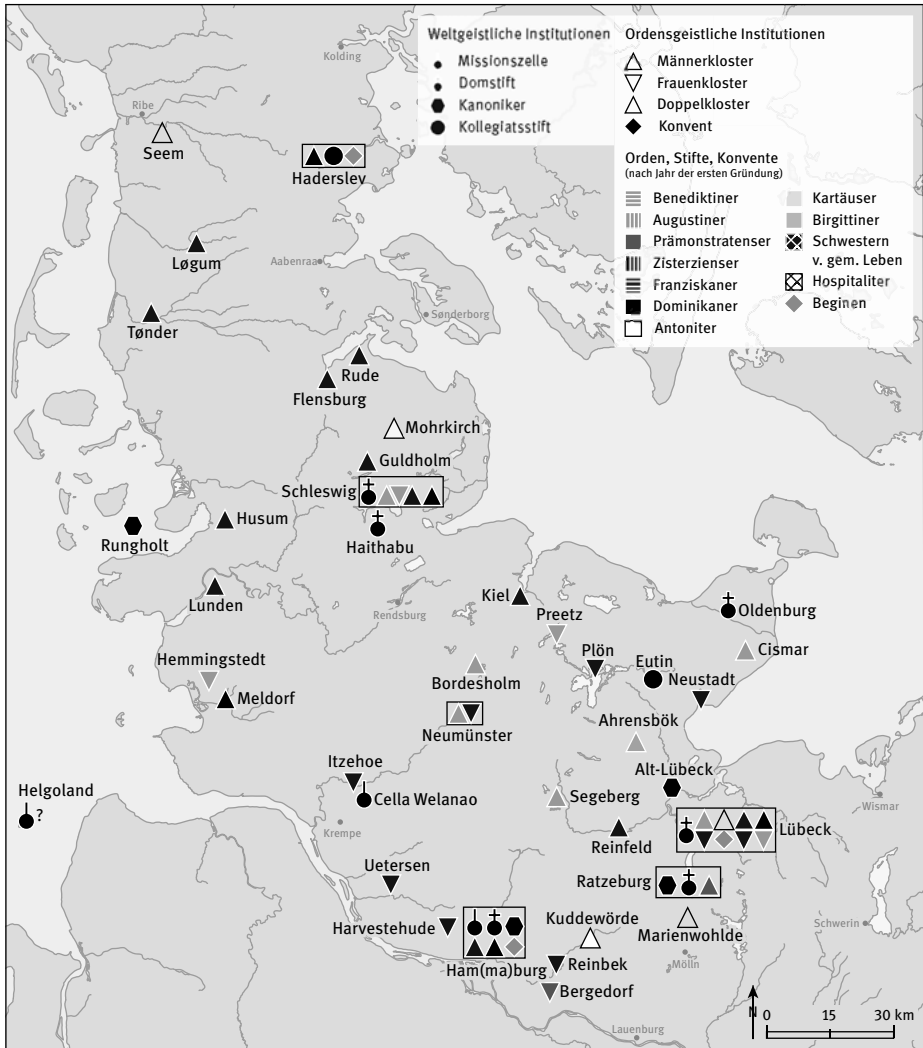 Weltgeistliche Institutionen
Missionszelle
Domstift
Kanoniker
Kollegiatsstift
Ordensgeistliche Institutionen
Männerkloster
Frauenkloster
Doppelkloster
Konvent
Orden, Stifte, Konvente
(nach Jahr der ersten Gründung)
Benediktiner
Augustiner
Prämonstratenser
Zisterzienser
Franziskaner
Dominikaner
Antoniter
Kartäuser
Birgittiner
Schwestern
v. gem. Leben
Hospitaliter
Beginen
Kolding
Ribe
Seem
Haderslev
Løgum
Aabenraa
Tønder
Sønderborg
Rude
Flensburg
Mohrkirch
Guldholm
Schleswig
Husum
Rungholt
Haithabu
Lunden
Rendsburg
Kiel
Oldenburg
Preetz
Cismar
Hemmingstedt
Plön
Eutin
Neustadt
Bordesholm
Meldorf
Neumünster
Ahrensbök
Itzehoe
Alt-Lübeck
Helgoland
?
Cella Welanao
Segeberg
Wismar
Krempe
Reinfeld
Lübeck
Uetersen
Ratzeburg
Harvestehude
Kuddewörde
Marienwohlde
Schwerin
Mölln
Ham(ma)burg
Reinbek
Bergedorf
Lauenburg
N
0 15 30 km